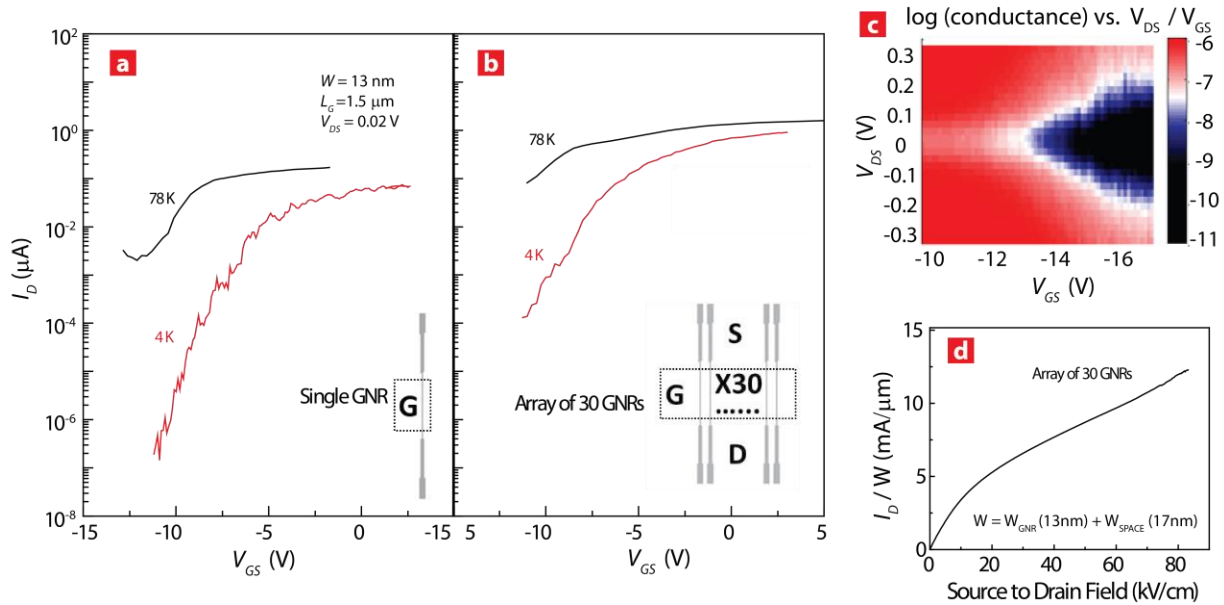 a
W = 13 nm
L_G =1.5 μm
V_DS = 0.02 V
78 K
4 K
Single GNR
G
I_D (μA)
10^2
10^0
10^-2
10^-4
10^-6
10^-8
-15
-10
-5
0
-15
V_GS (V)
b
78 K
4 K
Array of 30 GNRs
S
G
X30
......
D
-10
-5
0
5
V_GS (V)
c
log (conductance) vs. V_DS / V_GS
V_DS (V)
0.3
0.2
0.1
0
-0.1
-0.2
-0.3
-10
-12
-14
-16
V_GS (V)
-6
-7
-8
-9
-10
-11
d
Array of 30 GNRs
I_D / W (mA/μm)
15
10
5
0
W = W_GNR (13nm) + W_SPACE (17nm)
0
20
40
60
80
Source to Drain Field (kV/cm)